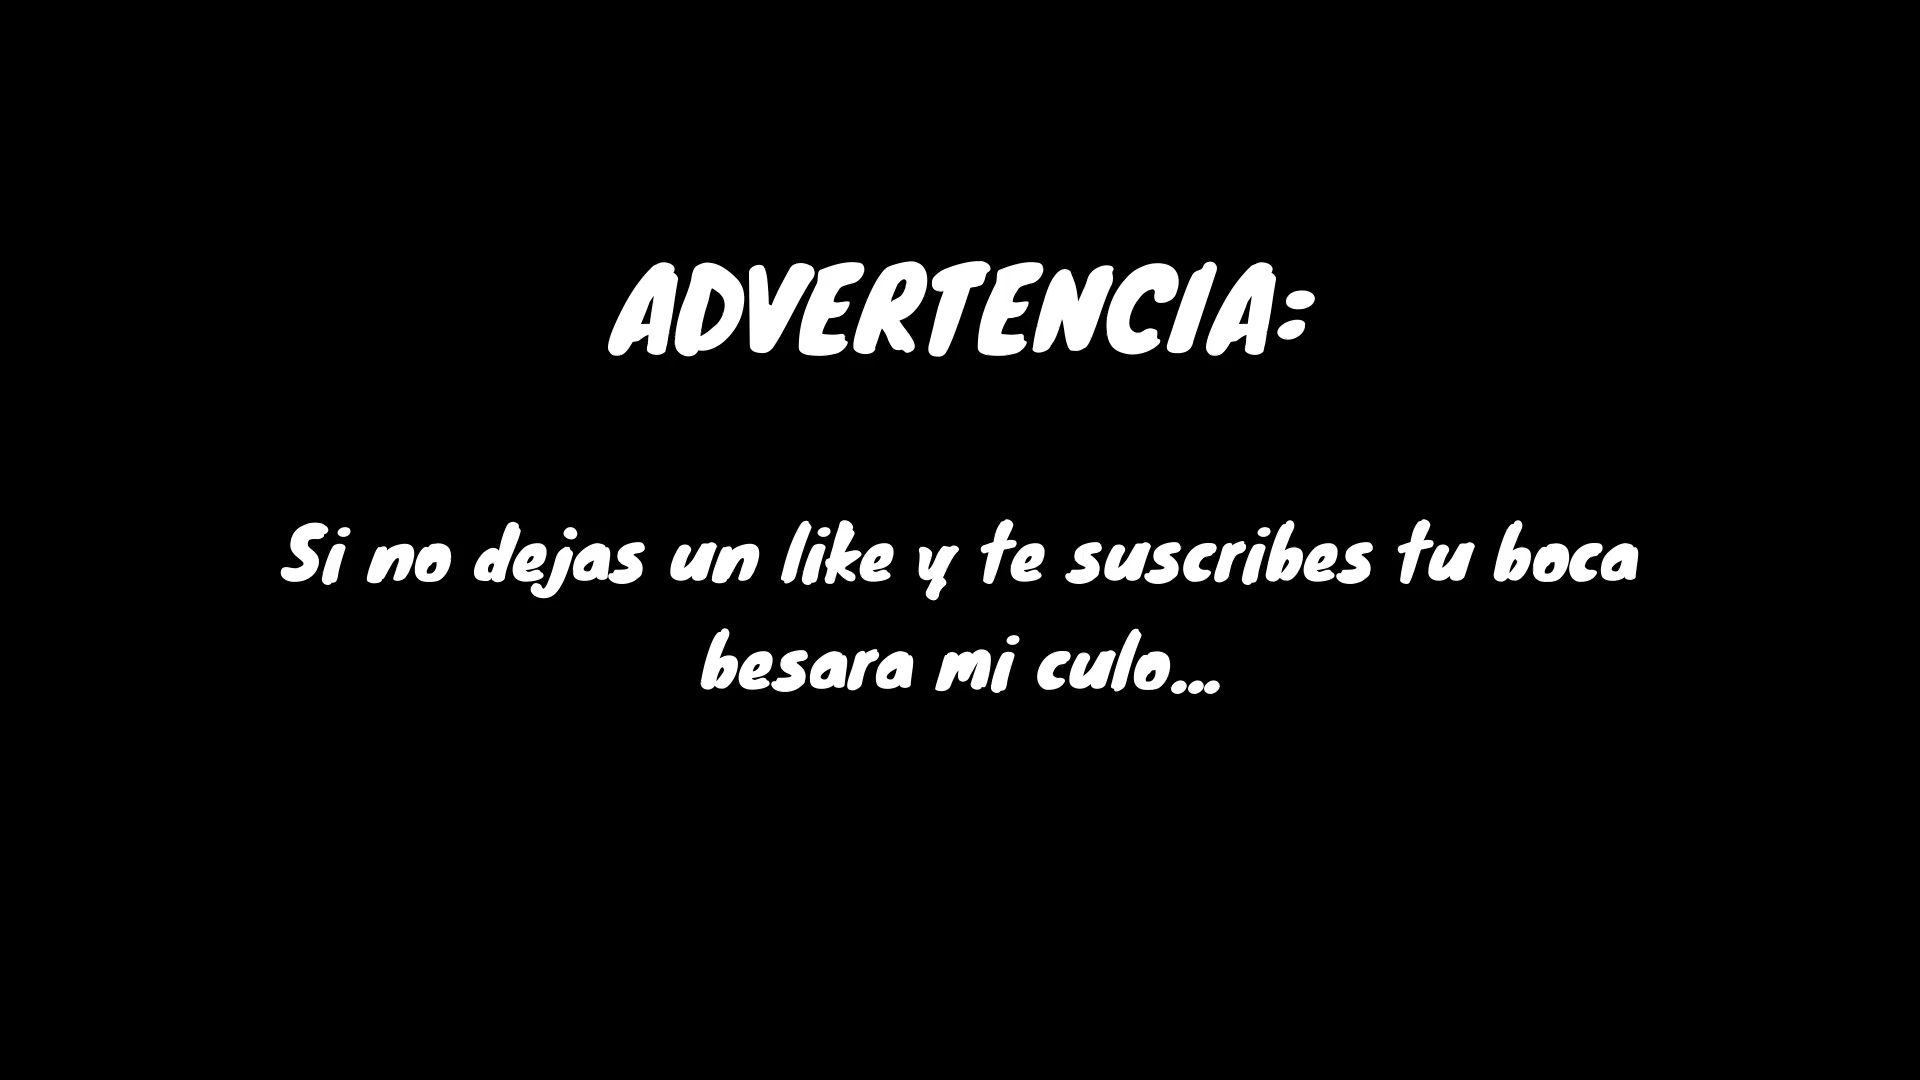 ADVERTENCIA:
Si no dejas un like y te suscribes tu boca
besara mi culo...